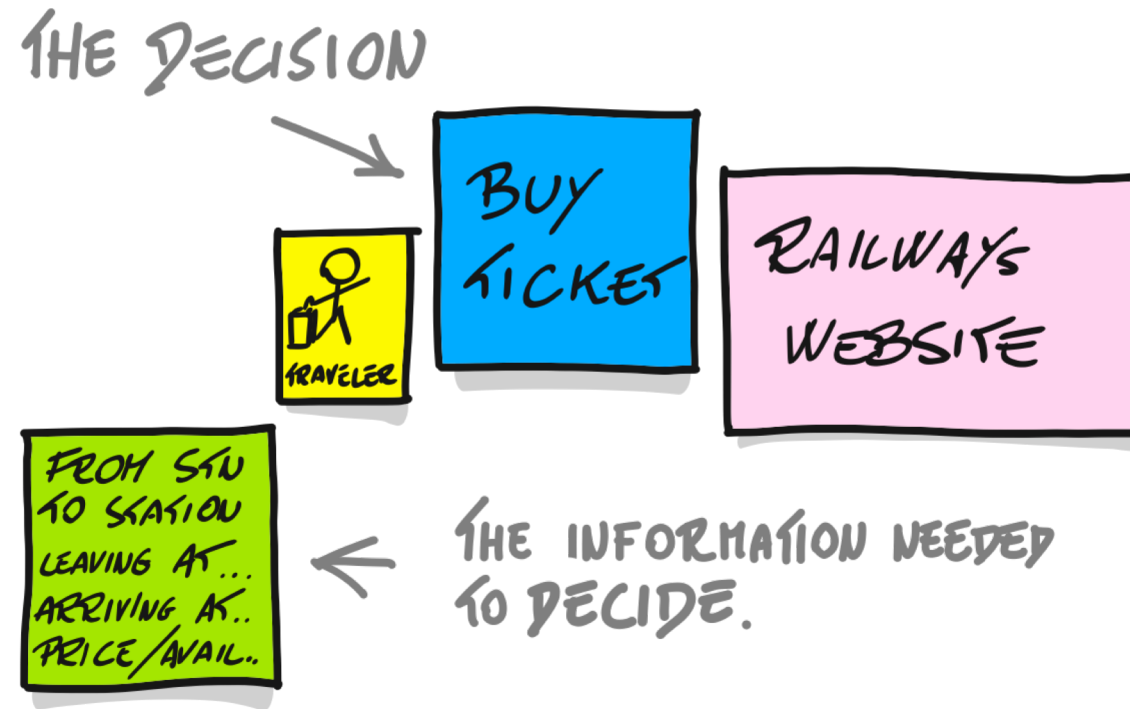 THE DECISION
BUY
TICKET
RAILWAYS
WEBSITE
TRAVELER
FROM STN
TO STATION
LEAVING AT...
ARRIVING AT..
PRICE/AVAIL..
THE INFORMATION NEEDED
TO DECIDE.